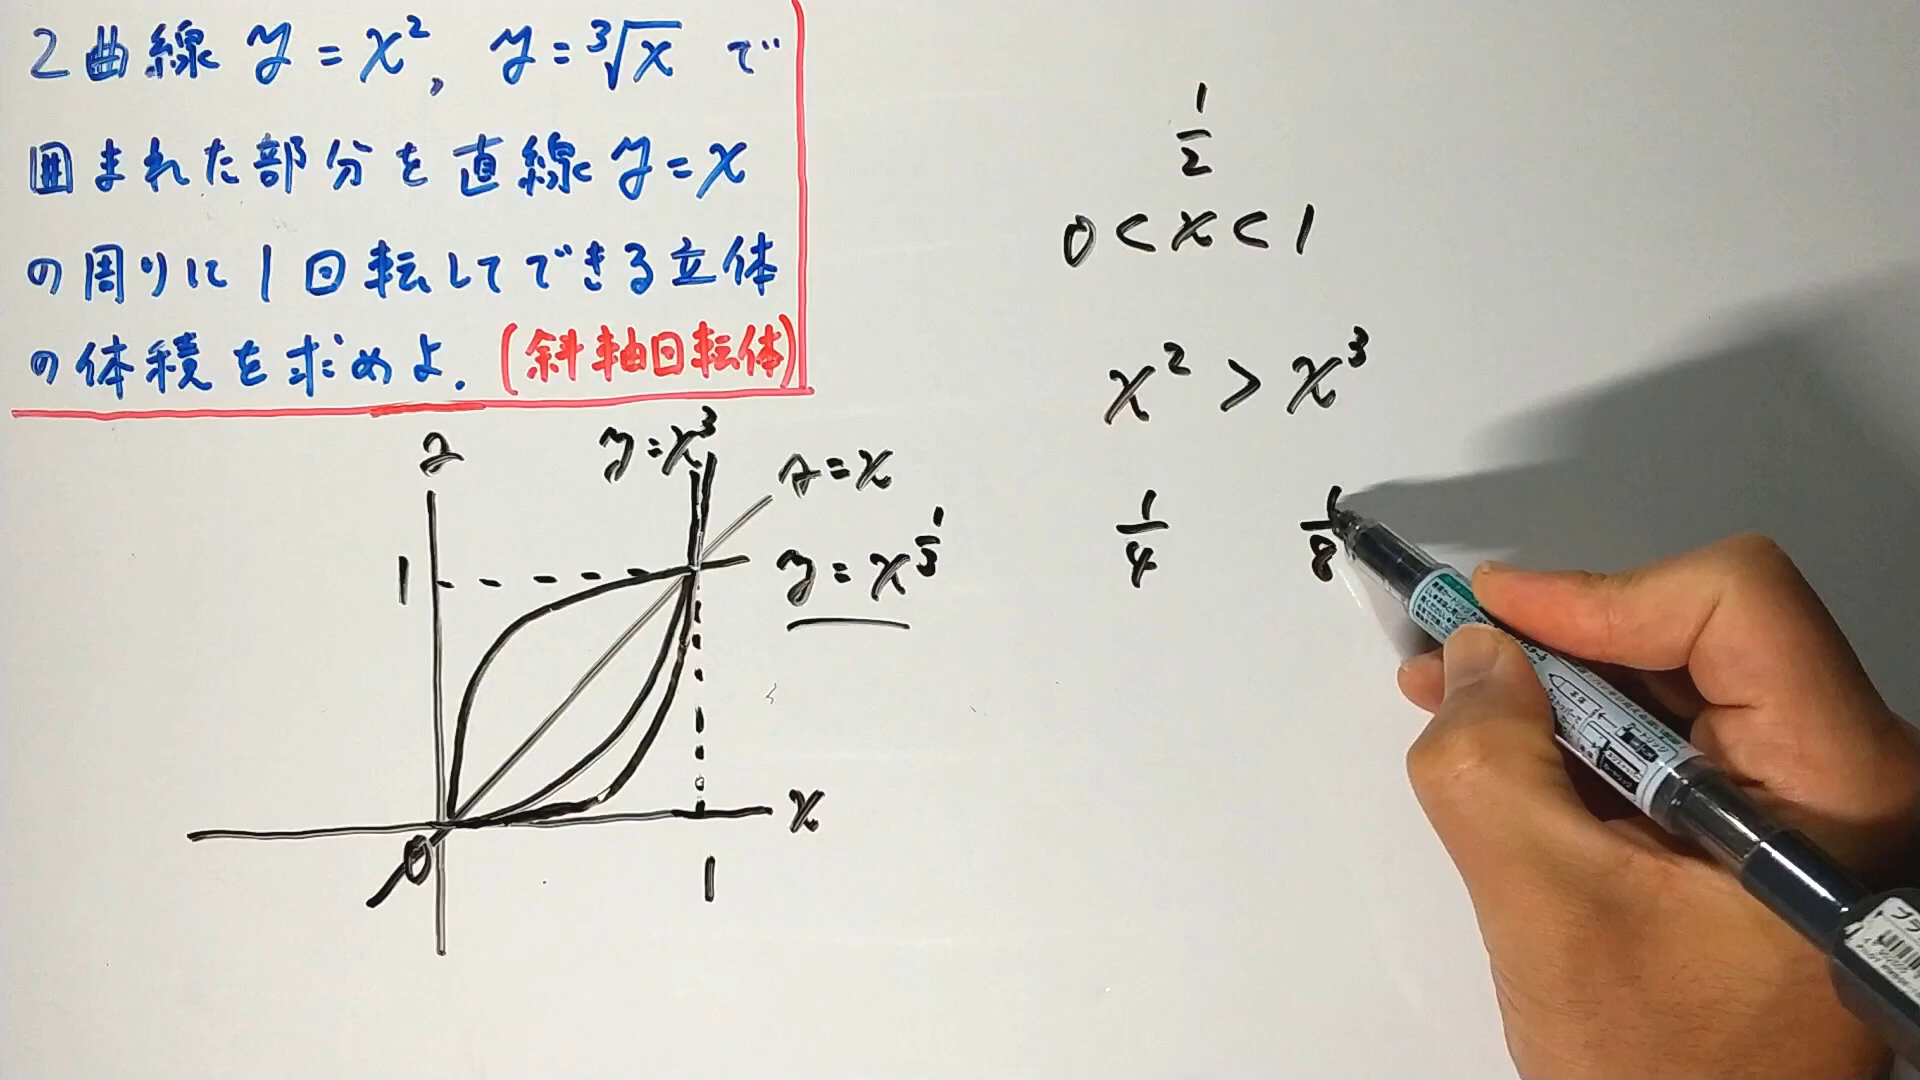 2曲線 y=x², y=³√x で
囲まれた部分を直線 y=x
の周りに1回転してできる立体
の体積を求めよ. (斜軸回転体)
y
y=x³
y=x
1
y=x^{1/3}
x
0
1
1/2
0<x<1
x²>x³
1/4 1/8